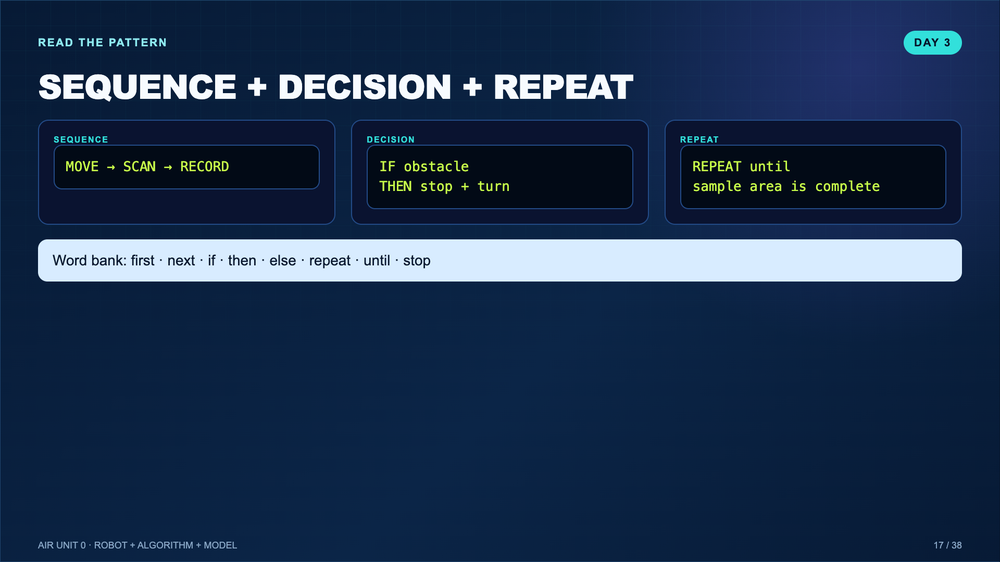 READ THE PATTERN
DAY 3
SEQUENCE + DECISION + REPEAT
SEQUENCE
MOVE → SCAN → RECORD
DECISION
IF obstacle
THEN stop + turn
REPEAT
REPEAT until
sample area is complete
Word bank: first · next · if · then · else · repeat · until · stop
AIR UNIT 0 · ROBOT + ALGORITHM + MODEL
17 / 38